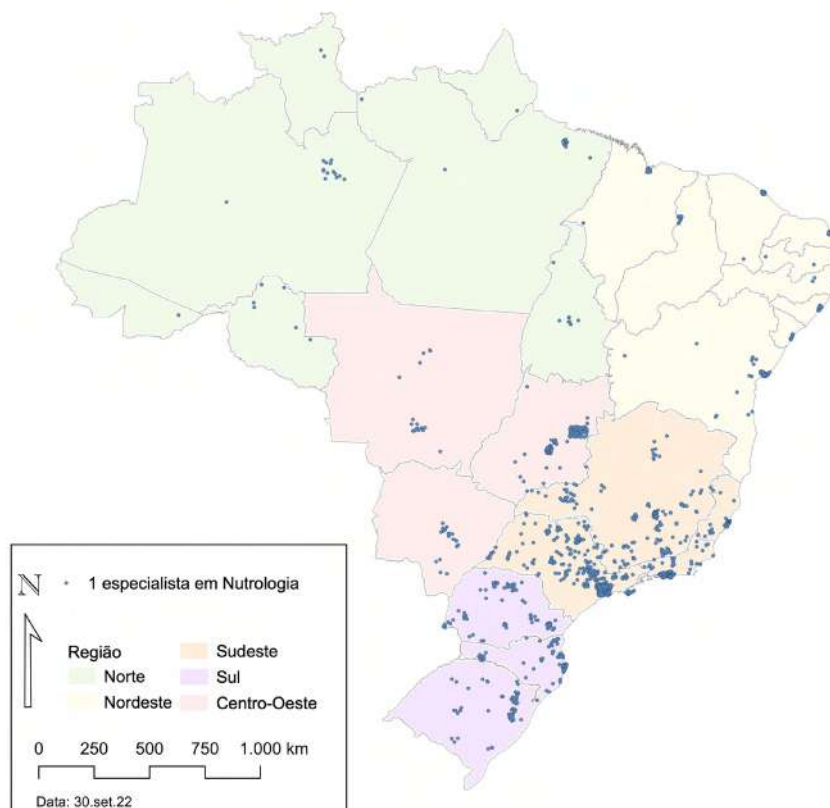 N
1 especialista em Nutrologia
Região
Norte
Nordeste
Sudeste
Sul
Centro-Oeste
0 250 500 750 1.000 km
Data: 30.set.22